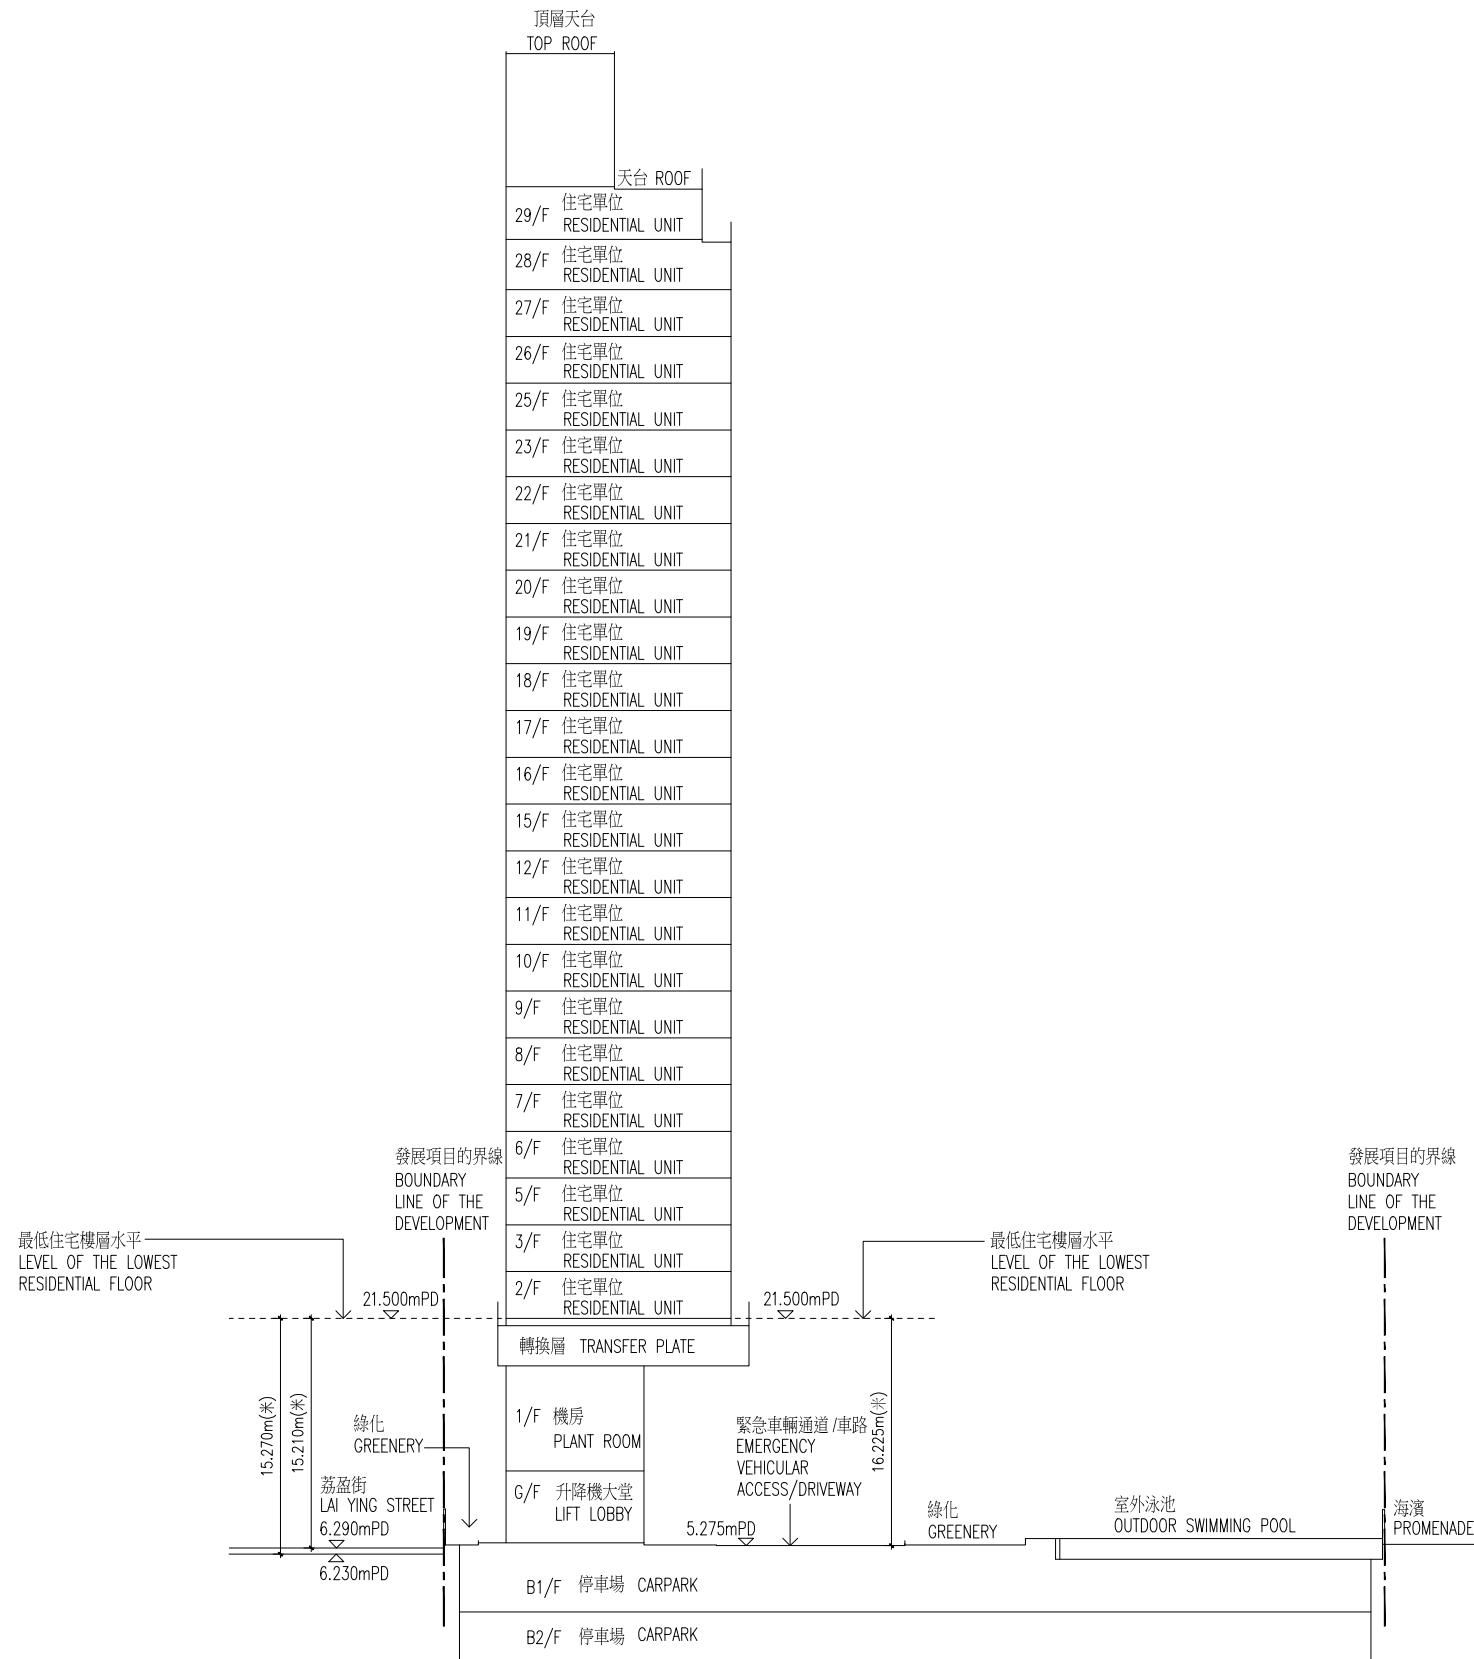 頂層天台
TOP ROOF
天台 ROOF
29/F 住宅單位
RESIDENTIAL UNIT
28/F 住宅單位
RESIDENTIAL UNIT
27/F 住宅單位
RESIDENTIAL UNIT
26/F 住宅單位
RESIDENTIAL UNIT
25/F 住宅單位
RESIDENTIAL UNIT
23/F 住宅單位
RESIDENTIAL UNIT
22/F 住宅單位
RESIDENTIAL UNIT
21/F 住宅單位
RESIDENTIAL UNIT
20/F 住宅單位
RESIDENTIAL UNIT
19/F 住宅單位
RESIDENTIAL UNIT
18/F 住宅單位
RESIDENTIAL UNIT
17/F 住宅單位
RESIDENTIAL UNIT
16/F 住宅單位
RESIDENTIAL UNIT
15/F 住宅單位
RESIDENTIAL UNIT
12/F 住宅單位
RESIDENTIAL UNIT
11/F 住宅單位
RESIDENTIAL UNIT
10/F 住宅單位
RESIDENTIAL UNIT
9/F 住宅單位
RESIDENTIAL UNIT
8/F 住宅單位
RESIDENTIAL UNIT
7/F 住宅單位
RESIDENTIAL UNIT
6/F 住宅單位
RESIDENTIAL UNIT
5/F 住宅單位
RESIDENTIAL UNIT
3/F 住宅單位
RESIDENTIAL UNIT
2/F 住宅單位
RESIDENTIAL UNIT
發展項目的界線
BOUNDARY
LINE OF THE
DEVELOPMENT
發展項目的界線
BOUNDARY
LINE OF THE
DEVELOPMENT
最低住宅樓層水平
LEVEL OF THE LOWEST
RESIDENTIAL FLOOR
最低住宅樓層水平
LEVEL OF THE LOWEST
RESIDENTIAL FLOOR
21.500mPD
21.500mPD
轉換層 TRANSFER PLATE
15.270m(米)
15.210m(米)
16.225m(米)
1/F 機房
PLANT ROOM
綠化
GREENERY
緊急車輛通道/車路
EMERGENCY
VEHICULAR
ACCESS/DRIVEWAY
荔盈街
LAI YING STREET
6.290mPD
6.230mPD
G/F 升降機大堂
LIFT LOBBY
5.275mPD
綠化
GREENERY
室外泳池
OUTDOOR SWIMMING POOL
海濱
PROMENADE
B1/F 停車場 CARPARK
B2/F 停車場 CARPARK